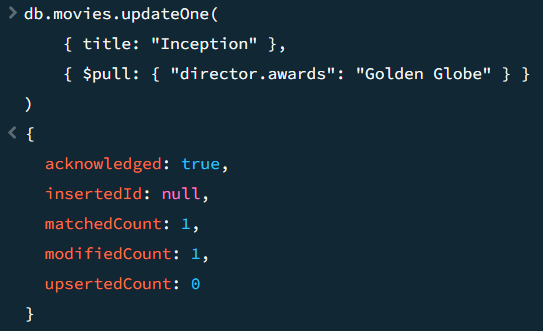 > db.movies.updateOne(
    { title: "Inception" },
    { $pull: { "director.awards": "Golden Globe" } }
)
< {
  acknowledged: true,
  insertedId: null,
  matchedCount: 1,
  modifiedCount: 1,
  upsertedCount: 0
}